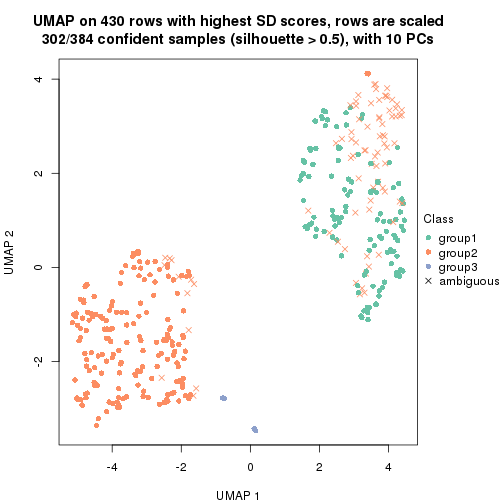 UMAP on 430 rows with highest SD scores, rows are scaled
302/384 confident samples (silhouette > 0.5), with 10 PCs
4
2
0
-2
UMAP 2
-4
-2
0
2
4
UMAP 1
Class
group1
group2
group3
ambiguous